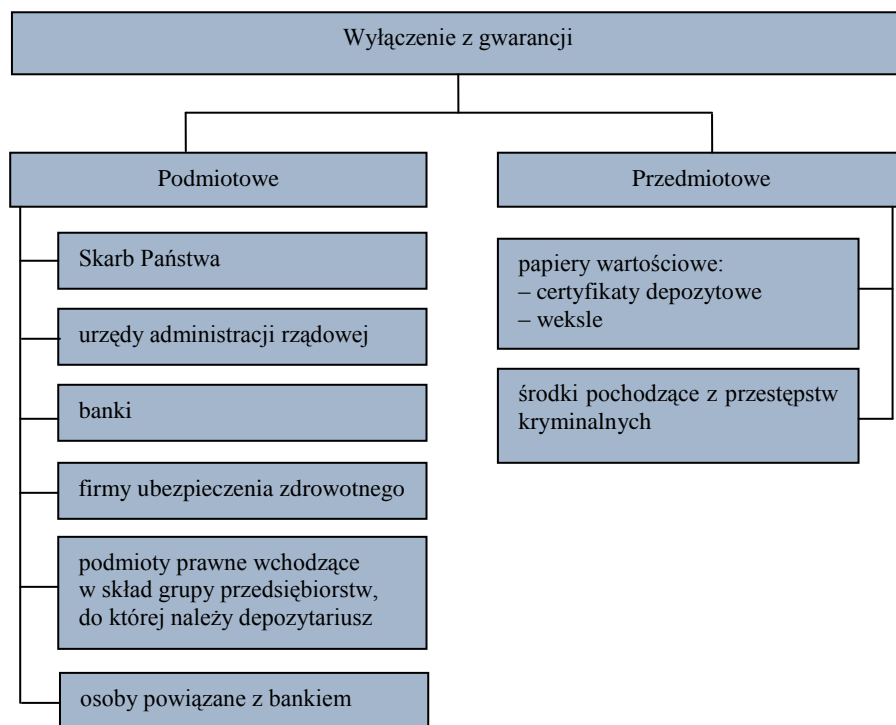 Wyłączenie z gwarancji
Podmiotowe
Skarb Państwa
urzędy administracji rządowej
banki
firmy ubezpieczenia zdrowotnego
podmioty prawne wchodzące
w skład grupy przedsiębiorstw,
do której należy depozytariusz
osoby powiązane z bankiem
Przedmiotowe
papiery wartościowe:
– certyfikaty depozytowe
– weksle
środki pochodzące z przestępstw
kryminalnych